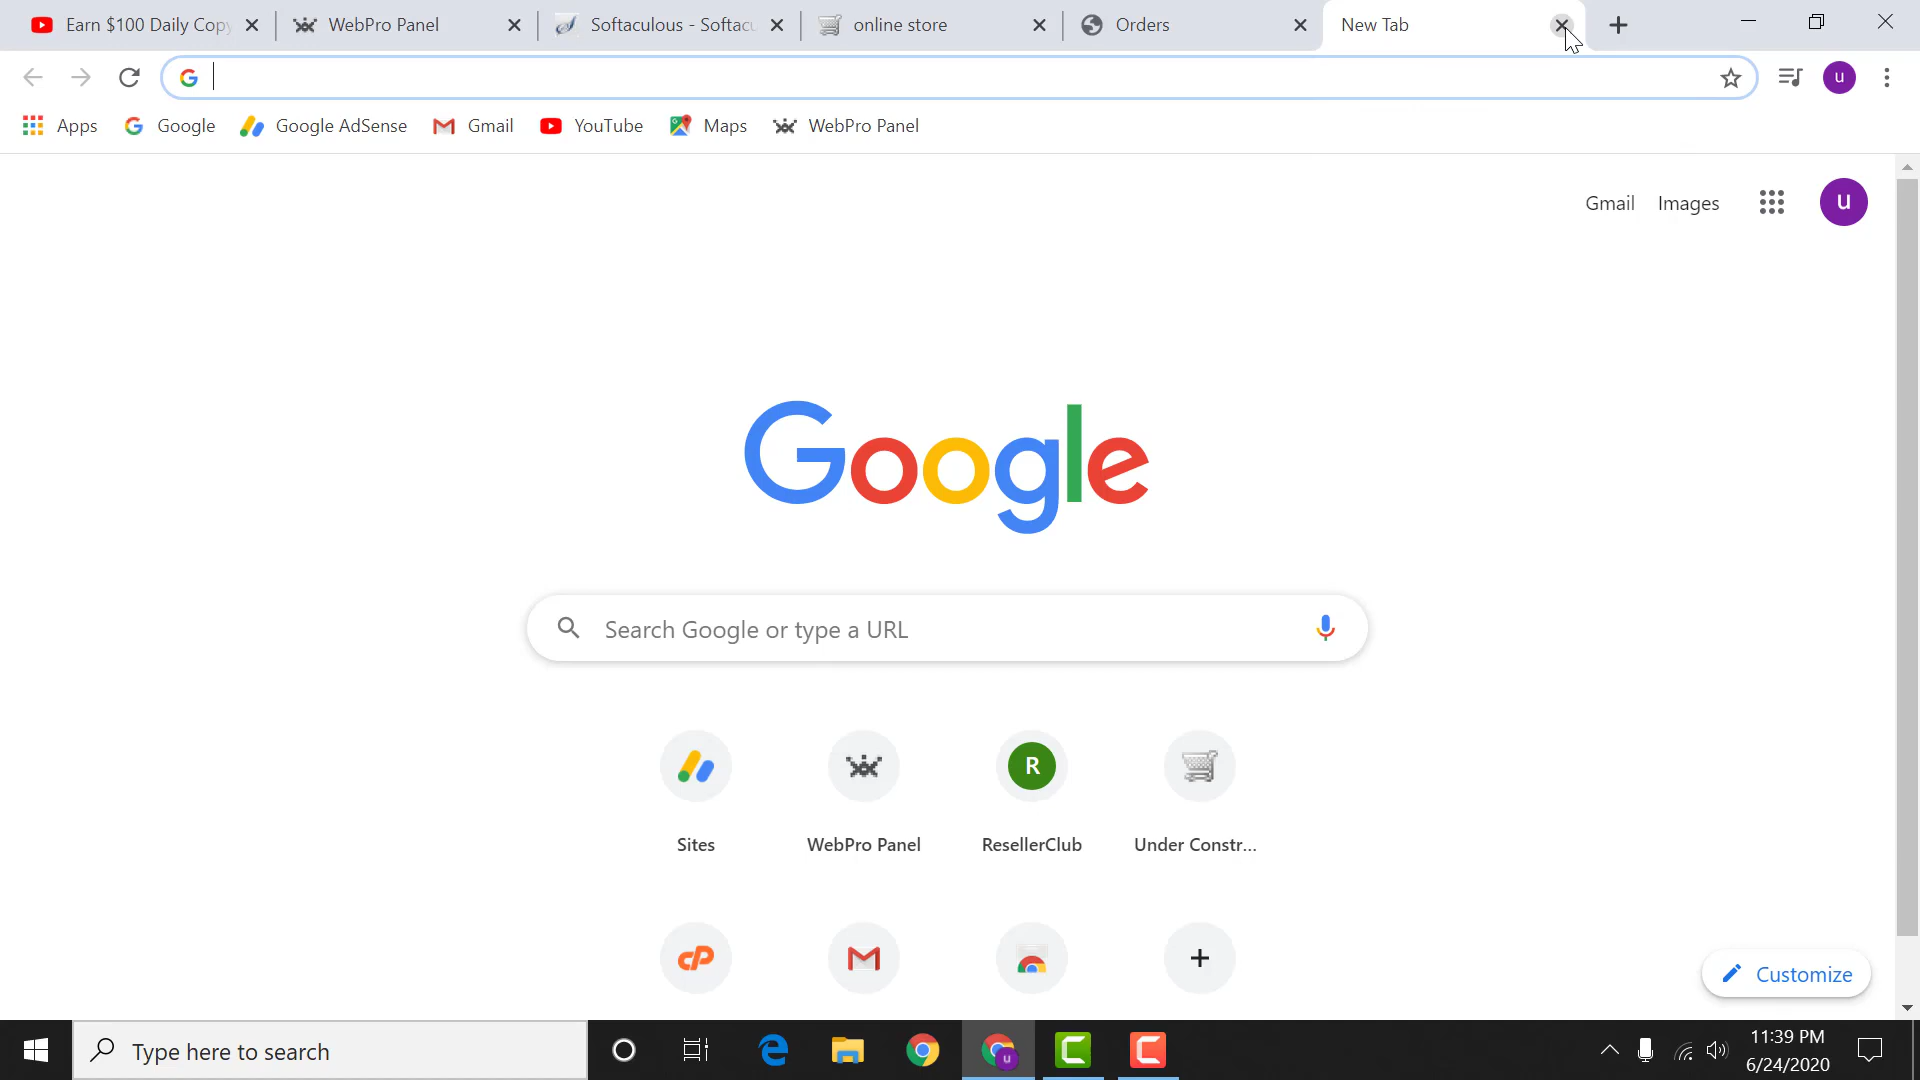 Earn $100 Daily Copy WebPro Panel Softaculous - Softacu online store Orders New Tab
u
Apps Google Google AdSense Gmail YouTube Maps WebPro Panel
Gmail Images u
Google
Search Google or type a URL
R
Sites WebPro Panel ResellerClub Under Constr...
cP
Customize
Type here to search
u
11:39 PM
6/24/2020